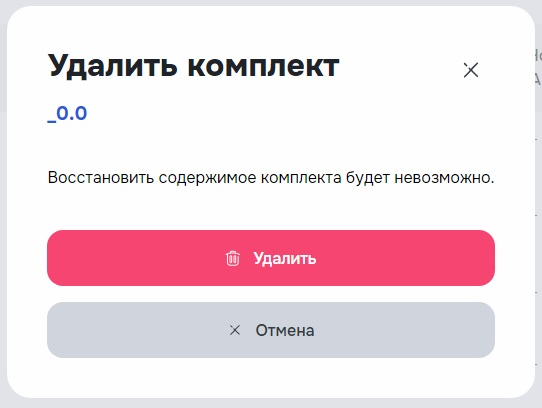 Удалить комплект
_0.0
Восстановить содержимое комплекта будет невозможно.
Удалить
Отмена